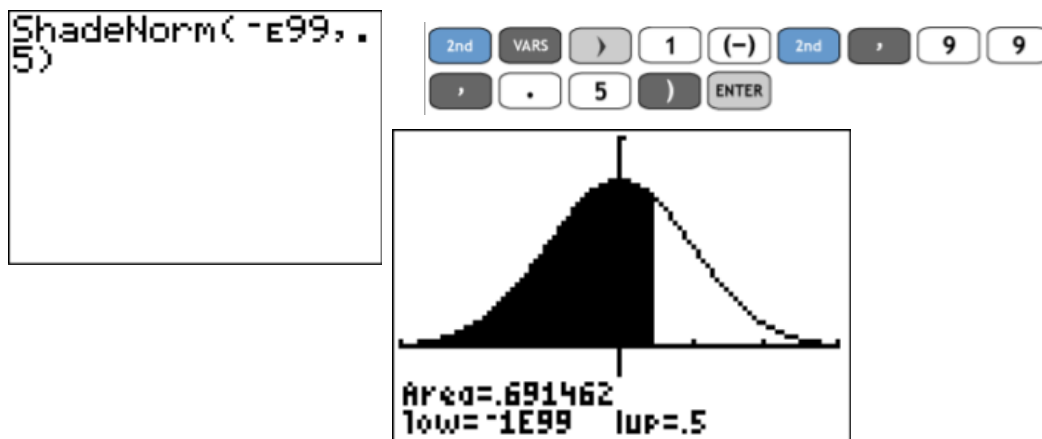 ShadeNorm(⁻ᴇ99,.
5)
2nd VARS ) 1 (−) 2nd , 9 9
, . 5 ) ENTER
Area=.691462
low=⁻1E99 up=.5